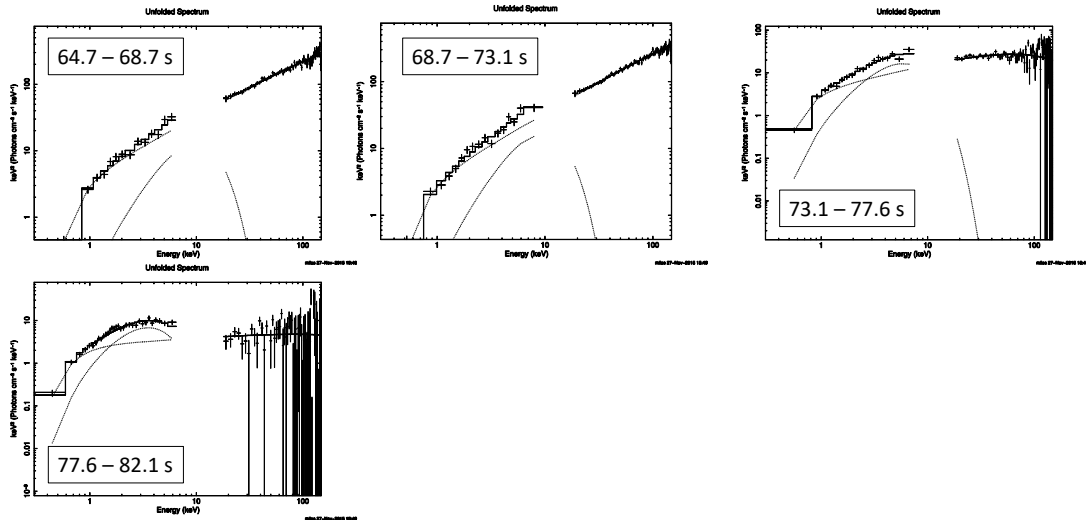 Unfolded Spectrum
64.7 – 68.7 s
keV² (Photons cm⁻² s⁻¹ keV⁻¹)
100
10
1
1
10
100
Energy (keV)
Unfolded Spectrum
68.7 – 73.1 s
keV² (Photons cm⁻² s⁻¹ keV⁻¹)
100
10
1
1
10
100
Energy (keV)
Unfolded Spectrum
73.1 – 77.6 s
keV² (Photons cm⁻² s⁻¹ keV⁻¹)
100
10
1
0.1
0.01
1
10
100
Energy (keV)
Unfolded Spectrum
77.6 – 82.1 s
keV² (Photons cm⁻² s⁻¹ keV⁻¹)
10
1
0.1
0.01
1
10
100
Energy (keV)